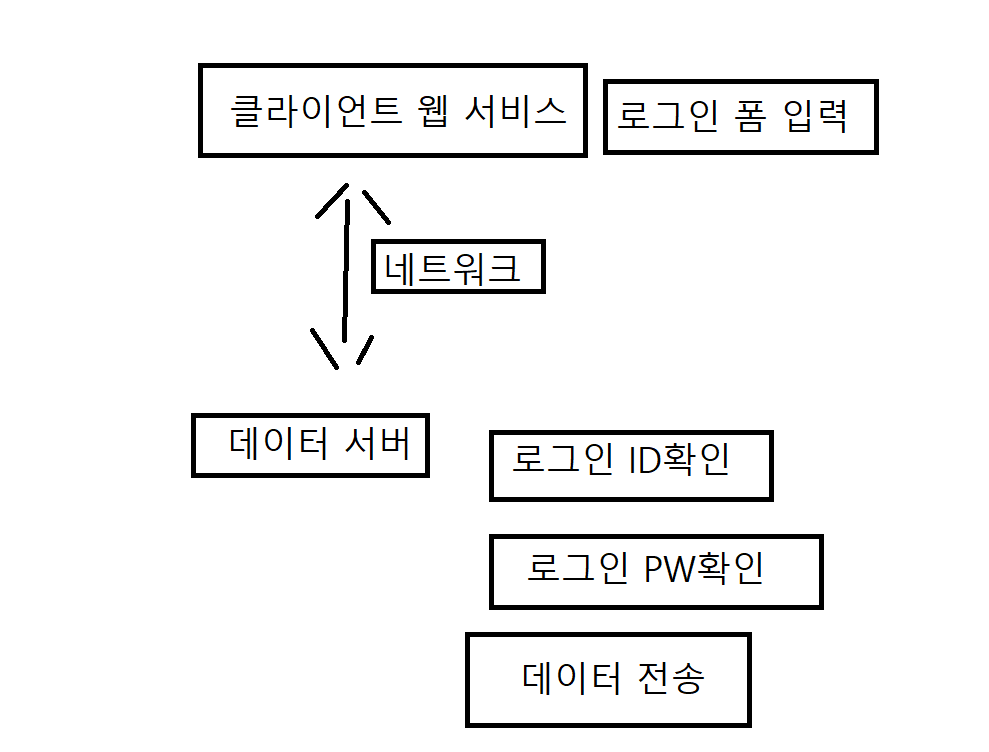 클라이언트 웹 서비스
로그인 폼 입력
네트워크
데이터 서버
로그인 ID확인
로그인 PW확인
데이터 전송